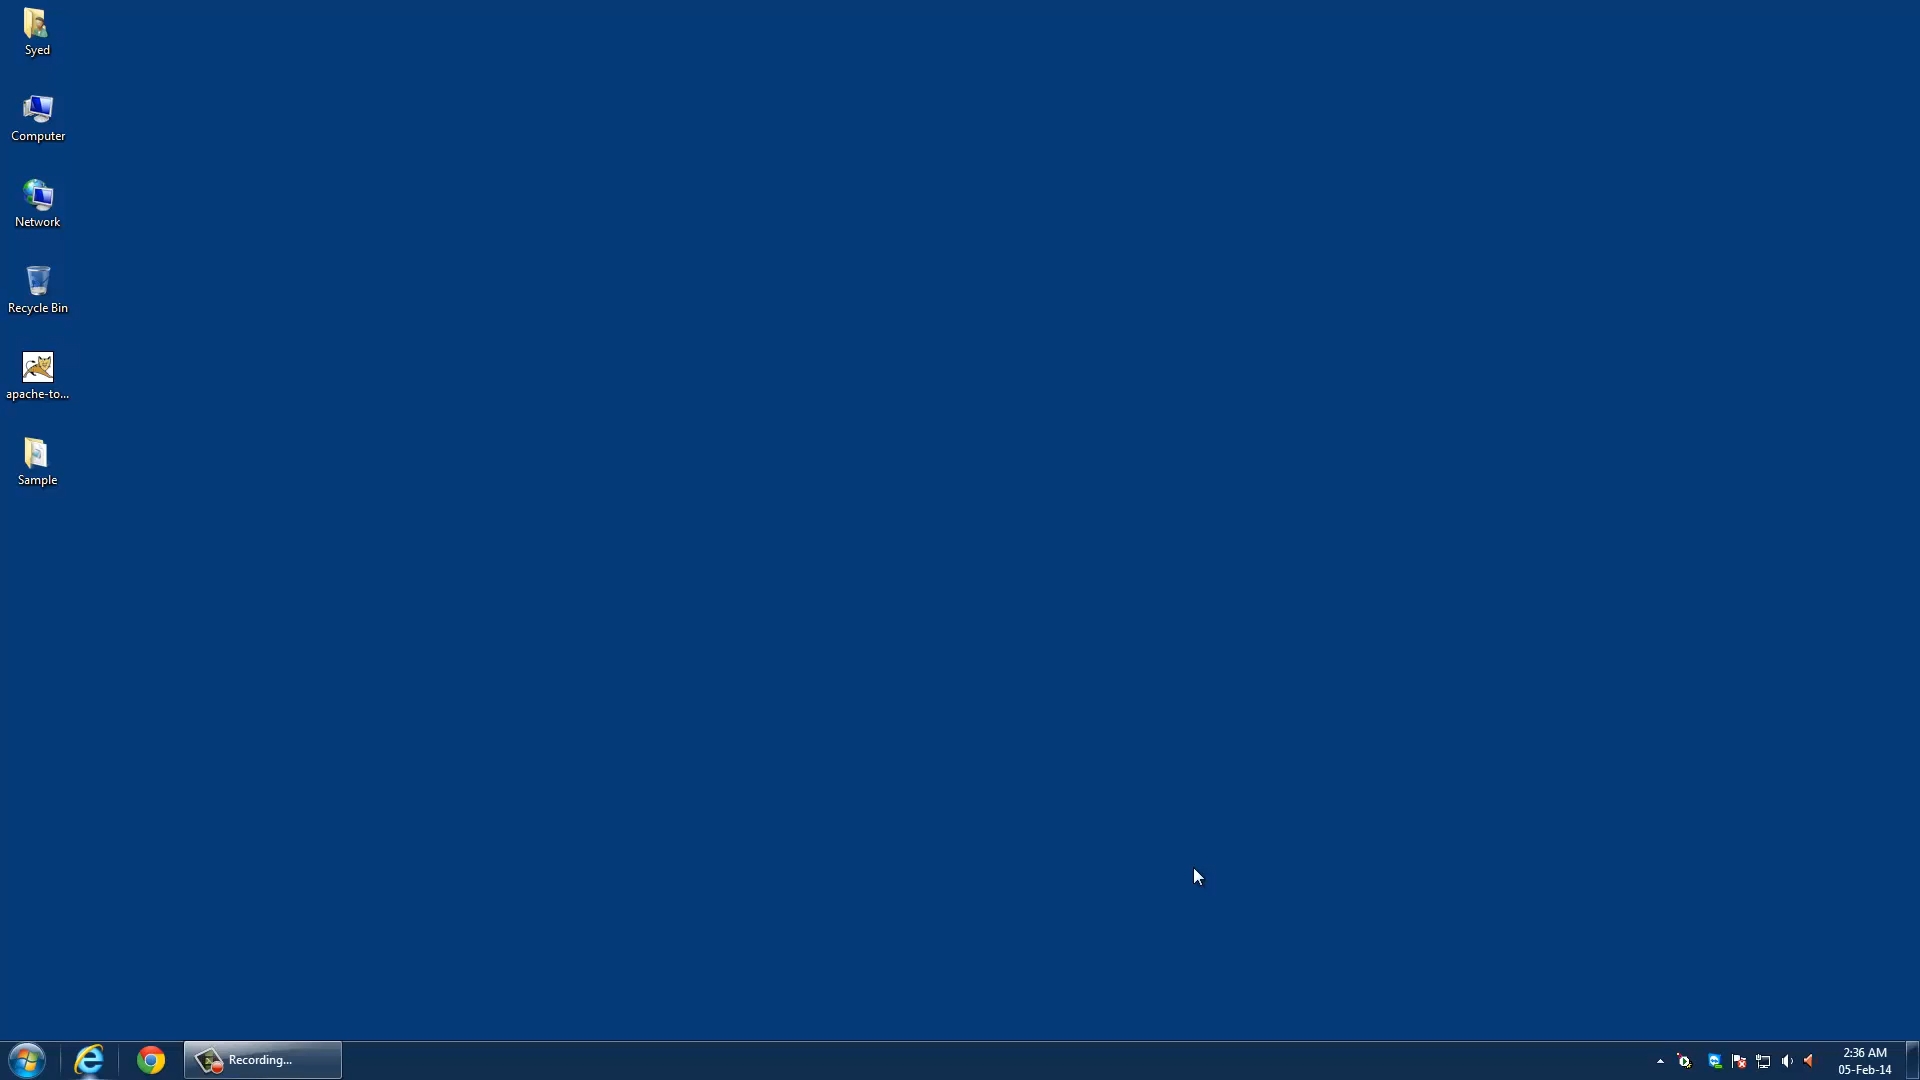 Syed
Computer
Network
Recycle Bin
apache-to...
Sample
Recording...
2:36 AM
05-Feb-14